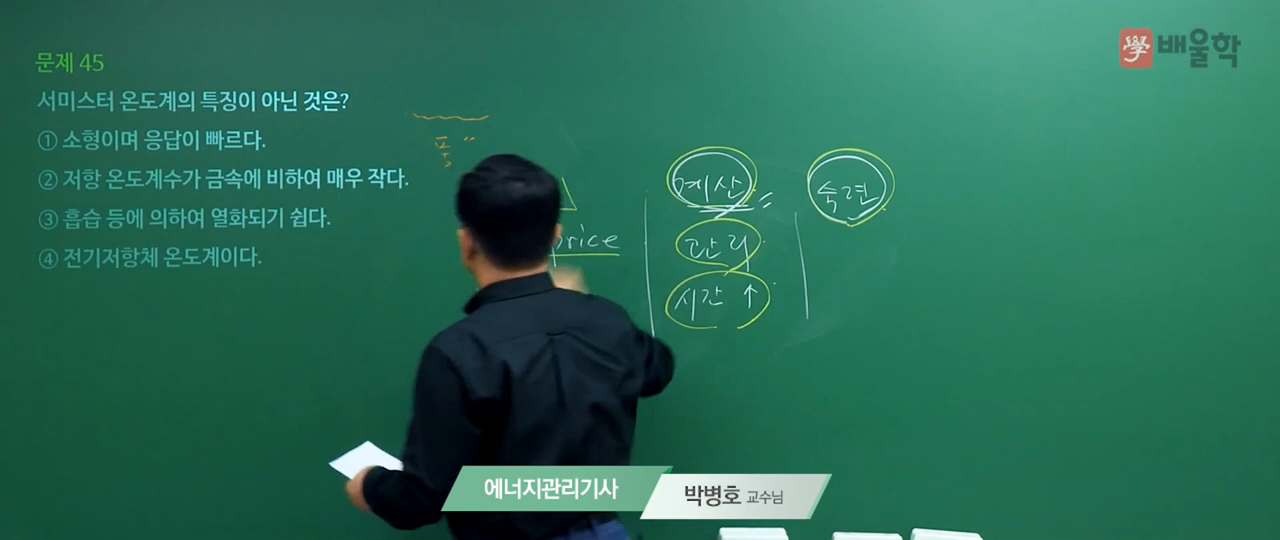 문제 45
서미스터 온도계의 특징이 아닌 것은?
① 소형이며 응답이 빠르다.
② 저항 온도계수가 금속에 비하여 매우 작다.
③ 흡습 등에 의하여 열화되기 쉽다.
④ 전기저항체 온도계이다.
學 배울학
price
계산
관리
시간 ↑
숙련
에너지관리기사
박병호 교수님